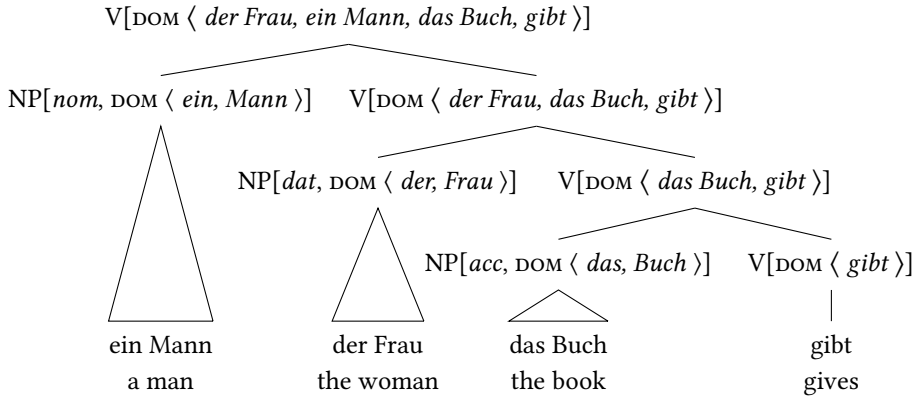 V[DOM ⟨ der Frau, ein Mann, das Buch, gibt ⟩]
NP[nom, DOM ⟨ ein, Mann ⟩] V[DOM ⟨ der Frau, das Buch, gibt ⟩]
NP[dat, DOM ⟨ der, Frau ⟩] V[DOM ⟨ das Buch, gibt ⟩]
NP[acc, DOM ⟨ das, Buch ⟩] V[DOM ⟨ gibt ⟩]
ein Mann der Frau das Buch gibt
a man the woman the book gives